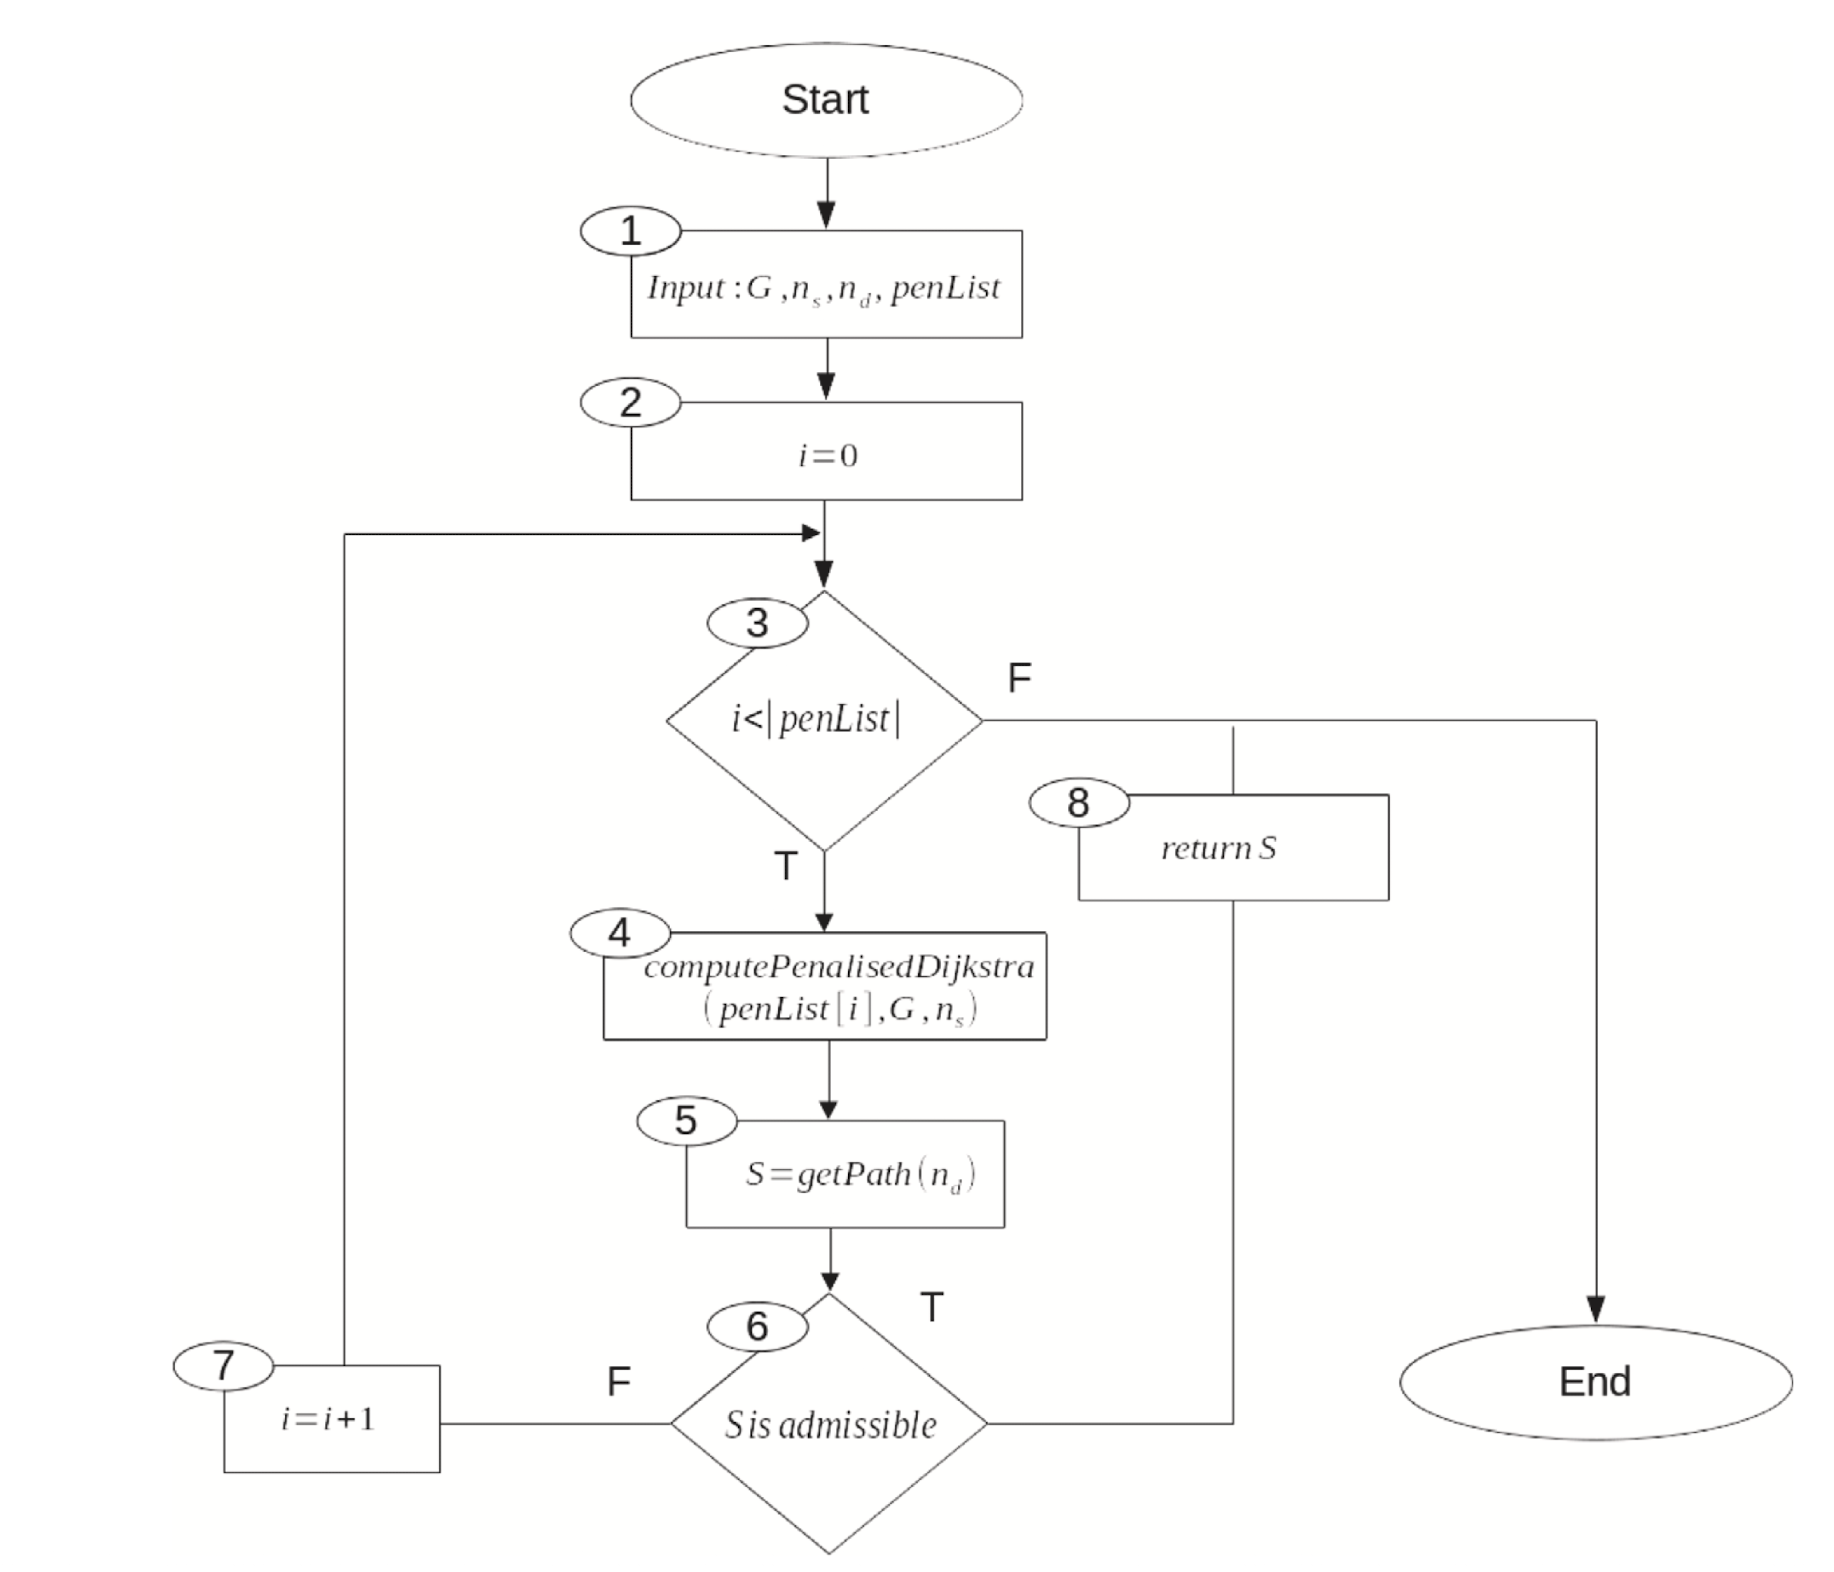 Start
1
Input : G , n_s , n_d , penList
2
i = 0
3
i < | penList |
F
T
8
return S
4
computePenalisedDijkstra
( penList [ i ] , G , n_s )
5
S = getPath ( n_d )
6
T
S is admissible
F
7
i = i + 1
End